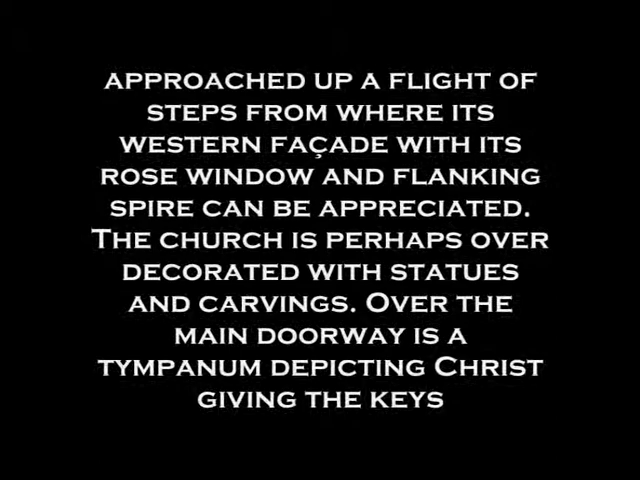 APPROACHED UP A FLIGHT OF
STEPS FROM WHERE ITS
WESTERN FAÇADE WITH ITS
ROSE WINDOW AND FLANKING
SPIRE CAN BE APPRECIATED.
THE CHURCH IS PERHAPS OVER
DECORATED WITH STATUES
AND CARVINGS. OVER THE
MAIN DOORWAY IS A
TYMPANUM DEPICTING CHRIST
GIVING THE KEYS